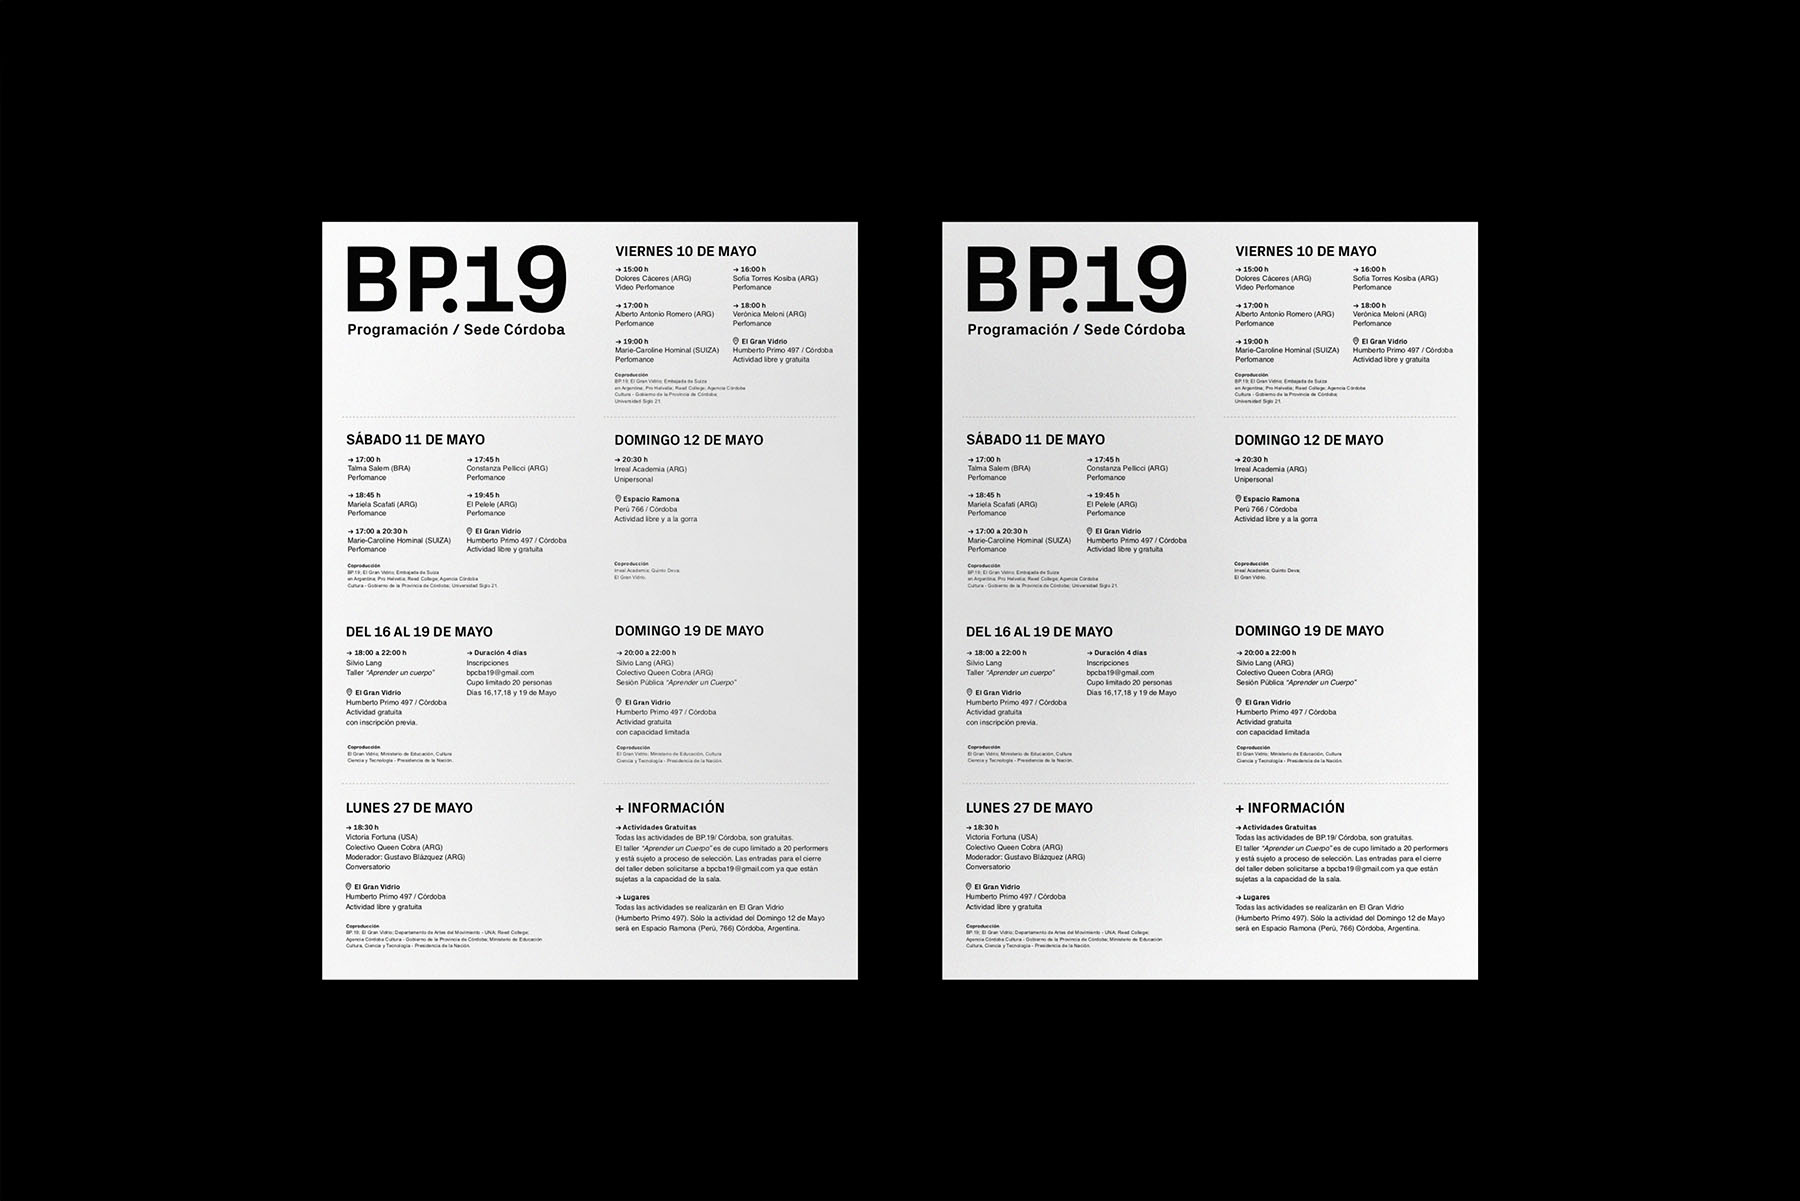 BP.19
Programación / Sede Córdoba
VIERNES 10 DE MAYO
→ 15:00 h
Dolores Cáceres (ARG)
Video Perfomance
→ 16:00 h
Sofía Torres Kosiba (ARG)
Perfomance
→ 17:00 h
Alberto Antonio Romero (ARG)
Perfomance
→ 18:00 h
Verónica Meloni (ARG)
Perfomance
→ 19:00 h
Marie-Caroline Hominal (SUIZA)
Perfomance
El Gran Vidrio
Humberto Primo 497 / Córdoba
Actividad libre y gratuita
Coproducción
BP.19; El Gran Vidrio; Embajada de Suiza
en Argentina; Pro Helvetia; Reed College; Agencia Córdoba
Cultura - Gobierno de la Provincia de Córdoba;
Universidad Siglo 21.
SÁBADO 11 DE MAYO
→ 17:00 h
Talma Salem (BRA)
Perfomance
→ 17:45 h
Constanza Pellicci (ARG)
Perfomance
→ 18:45 h
Mariela Scafati (ARG)
Perfomance
→ 19:45 h
El Pelele (ARG)
Perfomance
→ 17:00 a 20:30 h
Marie-Caroline Hominal (SUIZA)
Perfomance
El Gran Vidrio
Humberto Primo 497 / Córdoba
Actividad libre y gratuita
Coproducción
BP.19; El Gran Vidrio; Embajada de Suiza
en Argentina; Pro Helvetia; Reed College; Agencia Córdoba
Cultura - Gobierno de la Provincia de Córdoba; Universidad Siglo 21.
DOMINGO 12 DE MAYO
→ 20:30 h
Irreal Academia (ARG)
Unipersonal
Espacio Ramona
Perú 766 / Córdoba
Actividad libre y a la gorra
Coproducción
Irreal Academia; Quinto Deva;
El Gran Vidrio.
DEL 16 AL 19 DE MAYO
→ 18:00 a 22:00 h
Silvio Lang
Taller “Aprender un cuerpo”
El Gran Vidrio
Humberto Primo 497 / Córdoba
Actividad gratuita
con inscripción previa.
→ Duración 4 días
Inscripciones
bpcba19@gmail.com
Cupo limitado 20 personas
Días 16,17,18 y 19 de Mayo
Coproducción
El Gran Vidrio; Ministerio de Educación, Cultura
Ciencia y Tecnología - Presidencia de la Nación.
DOMINGO 19 DE MAYO
→ 20:00 a 22:00 h
Silvio Lang (ARG)
Colectivo Queen Cobra (ARG)
Sesión Pública “Aprender un Cuerpo”
El Gran Vidrio
Humberto Primo 497 / Córdoba
Actividad gratuita
con capacidad limitada
Coproducción
El Gran Vidrio; Ministerio de Educación, Cultura
Ciencia y Tecnología - Presidencia de la Nación.
LUNES 27 DE MAYO
→ 18:30 h
Victoria Fortuna (USA)
Colectivo Queen Cobra (ARG)
Moderador: Gustavo Blázquez (ARG)
Conversatorio
El Gran Vidrio
Humberto Primo 497 / Córdoba
Actividad libre y gratuita
Coproducción
BP.19; El Gran Vidrio; Departamento de Artes del Movimiento - UNA; Reed College;
Agencia Córdoba Cultura - Gobierno de la Provincia de Córdoba; Ministerio de Educación
Cultura, Ciencia y Tecnología - Presidencia de la Nación.
+ INFORMACIÓN
→ Actividades Gratuitas
Todas las actividades de BP.19/ Córdoba, son gratuitas.
El taller “Aprender un Cuerpo” es de cupo limitado a 20 performers
y está sujeto a proceso de selección. Las entradas para el cierre
del taller deben solicitarse a bpcba19@gmail.com ya que están
sujetas a la capacidad de la sala.
→ Lugares
Todas las actividades se realizarán en El Gran Vidrio
(Humberto Primo 497). Sólo la actividad del Domingo 12 de Mayo
será en Espacio Ramona (Perú, 766) Córdoba, Argentina.
BP.19
Programación / Sede Córdoba
VIERNES 10 DE MAYO
→ 15:00 h
Dolores Cáceres (ARG)
Video Perfomance
→ 16:00 h
Sofía Torres Kosiba (ARG)
Perfomance
→ 17:00 h
Alberto Antonio Romero (ARG)
Perfomance
→ 18:00 h
Verónica Meloni (ARG)
Perfomance
→ 19:00 h
Marie-Caroline Hominal (SUIZA)
Perfomance
El Gran Vidrio
Humberto Primo 497 / Córdoba
Actividad libre y gratuita
Coproducción
BP.19; El Gran Vidrio; Embajada de Suiza
en Argentina; Pro Helvetia; Reed College; Agencia Córdoba
Cultura - Gobierno de la Provincia de Córdoba;
Universidad Siglo 21.
SÁBADO 11 DE MAYO
→ 17:00 h
Talma Salem (BRA)
Perfomance
→ 17:45 h
Constanza Pellicci (ARG)
Perfomance
→ 18:45 h
Mariela Scafati (ARG)
Perfomance
→ 19:45 h
El Pelele (ARG)
Perfomance
→ 17:00 a 20:30 h
Marie-Caroline Hominal (SUIZA)
Perfomance
El Gran Vidrio
Humberto Primo 497 / Córdoba
Actividad libre y gratuita
Coproducción
BP.19; El Gran Vidrio; Embajada de Suiza
en Argentina; Pro Helvetia; Reed College; Agencia Córdoba
Cultura - Gobierno de la Provincia de Córdoba; Universidad Siglo 21.
DOMINGO 12 DE MAYO
→ 20:30 h
Irreal Academia (ARG)
Unipersonal
Espacio Ramona
Perú 766 / Córdoba
Actividad libre y a la gorra
Coproducción
Irreal Academia; Quinto Deva;
El Gran Vidrio.
DEL 16 AL 19 DE MAYO
→ 18:00 a 22:00 h
Silvio Lang
Taller “Aprender un cuerpo”
El Gran Vidrio
Humberto Primo 497 / Córdoba
Actividad gratuita
con inscripción previa.
→ Duración 4 días
Inscripciones
bpcba19@gmail.com
Cupo limitado 20 personas
Días 16,17,18 y 19 de Mayo
Coproducción
El Gran Vidrio; Ministerio de Educación, Cultura
Ciencia y Tecnología - Presidencia de la Nación.
DOMINGO 19 DE MAYO
→ 20:00 a 22:00 h
Silvio Lang (ARG)
Colectivo Queen Cobra (ARG)
Sesión Pública “Aprender un Cuerpo”
El Gran Vidrio
Humberto Primo 497 / Córdoba
Actividad gratuita
con capacidad limitada
Coproducción
El Gran Vidrio; Ministerio de Educación, Cultura
Ciencia y Tecnología - Presidencia de la Nación.
LUNES 27 DE MAYO
→ 18:30 h
Victoria Fortuna (USA)
Colectivo Queen Cobra (ARG)
Moderador: Gustavo Blázquez (ARG)
Conversatorio
El Gran Vidrio
Humberto Primo 497 / Córdoba
Actividad libre y gratuita
Coproducción
BP.19; El Gran Vidrio; Departamento de Artes del Movimiento - UNA; Reed College;
Agencia Córdoba Cultura - Gobierno de la Provincia de Córdoba; Ministerio de Educación
Cultura, Ciencia y Tecnología - Presidencia de la Nación.
+ INFORMACIÓN
→ Actividades Gratuitas
Todas las actividades de BP.19/ Córdoba, son gratuitas.
El taller “Aprender un Cuerpo” es de cupo limitado a 20 performers
y está sujeto a proceso de selección. Las entradas para el cierre
del taller deben solicitarse a bpcba19@gmail.com ya que están
sujetas a la capacidad de la sala.
→ Lugares
Todas las actividades se realizarán en El Gran Vidrio
(Humberto Primo 497). Sólo la actividad del Domingo 12 de Mayo
será en Espacio Ramona (Perú, 766) Córdoba, Argentina.